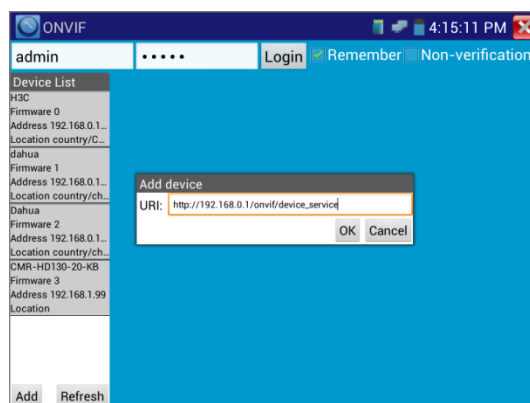 ONVIF 4:15:11 PM
admin ••••• Login Remember Non-verification
Device List
H3C
Firmware 0
Address 192.168.0.1...
Location country/C...
dahua
Firmware 1
Address 192.168.0.1...
Location country/ch...
Dahua
Firmware 2
Address 192.168.0.1...
Location country/ch...
CMR-HD130-20-KB
Firmware 3
Address 192.168.1.99
Location
Add device
URI: http://192.168.0.1/onvif/device_service
OK Cancel
Add Refresh